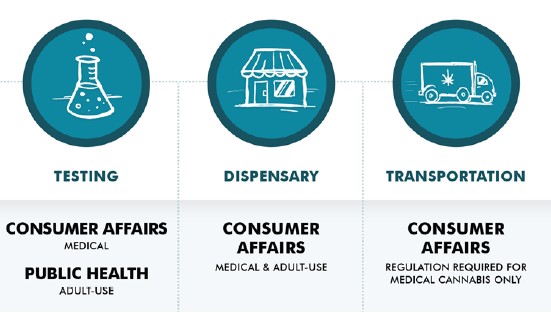 TESTING
CONSUMER AFFAIRS
MEDICAL
PUBLIC HEALTH
ADULT-USE
DISPENSARY
CONSUMER
AFFAIRS
MEDICAL & ADULT-USE
TRANSPORTATION
CONSUMER
AFFAIRS
REGULATION REQUIRED FOR
MEDICAL CANNABIS ONLY